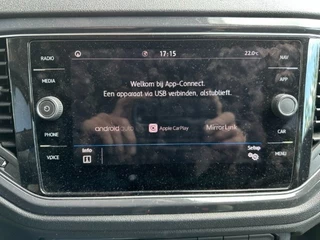 RADIO
17:15
22.0°C
NAV
MEDIA
APP
Welkom bij App-Connect.
Een apparaat via USB verbinden, alstublieft.
PHONE
android auto
Apple CarPlay
MirrorLink
CAR
VOICE
Info
Setup
MENU